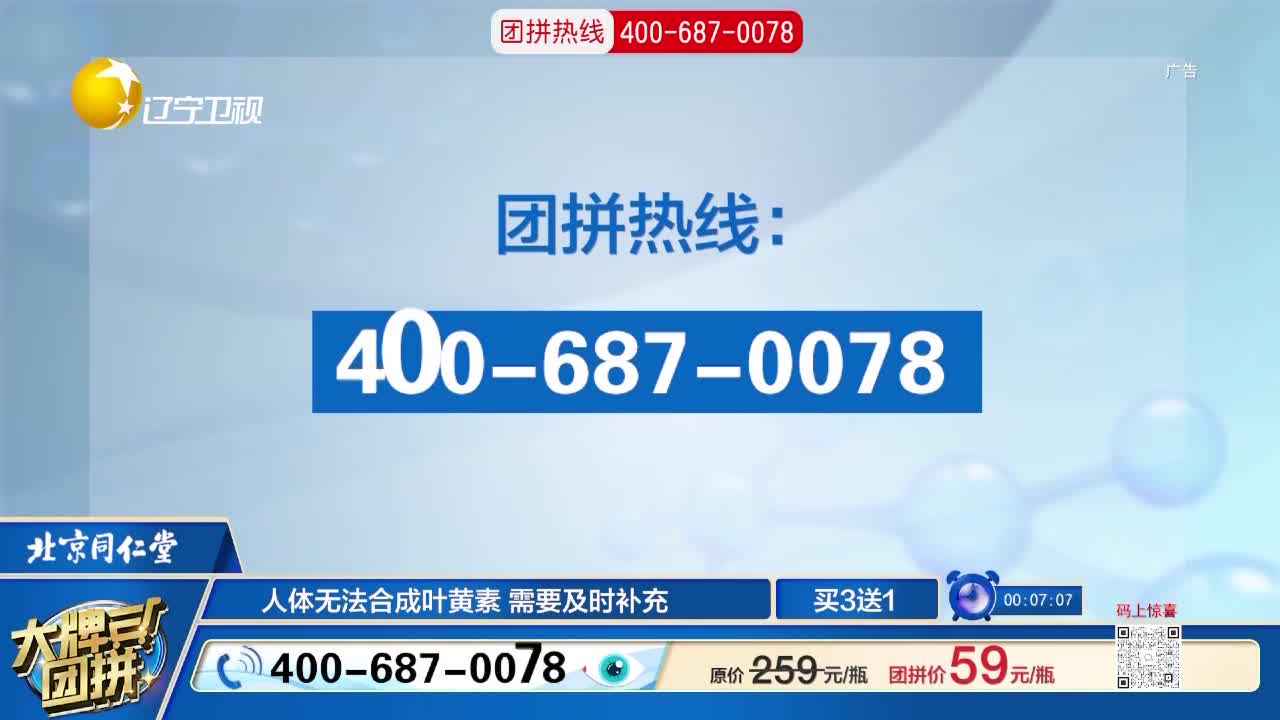 团拼热线 400-687-0078
广告
辽宁卫视
团拼热线：
400-687-0078
北京同仁堂
人体无法合成叶黄素 需要及时补充
买3送1
00:07:07
码上惊喜
大牌来了！
团拼
400-687-0078
原价259元/瓶
团拼价59元/瓶